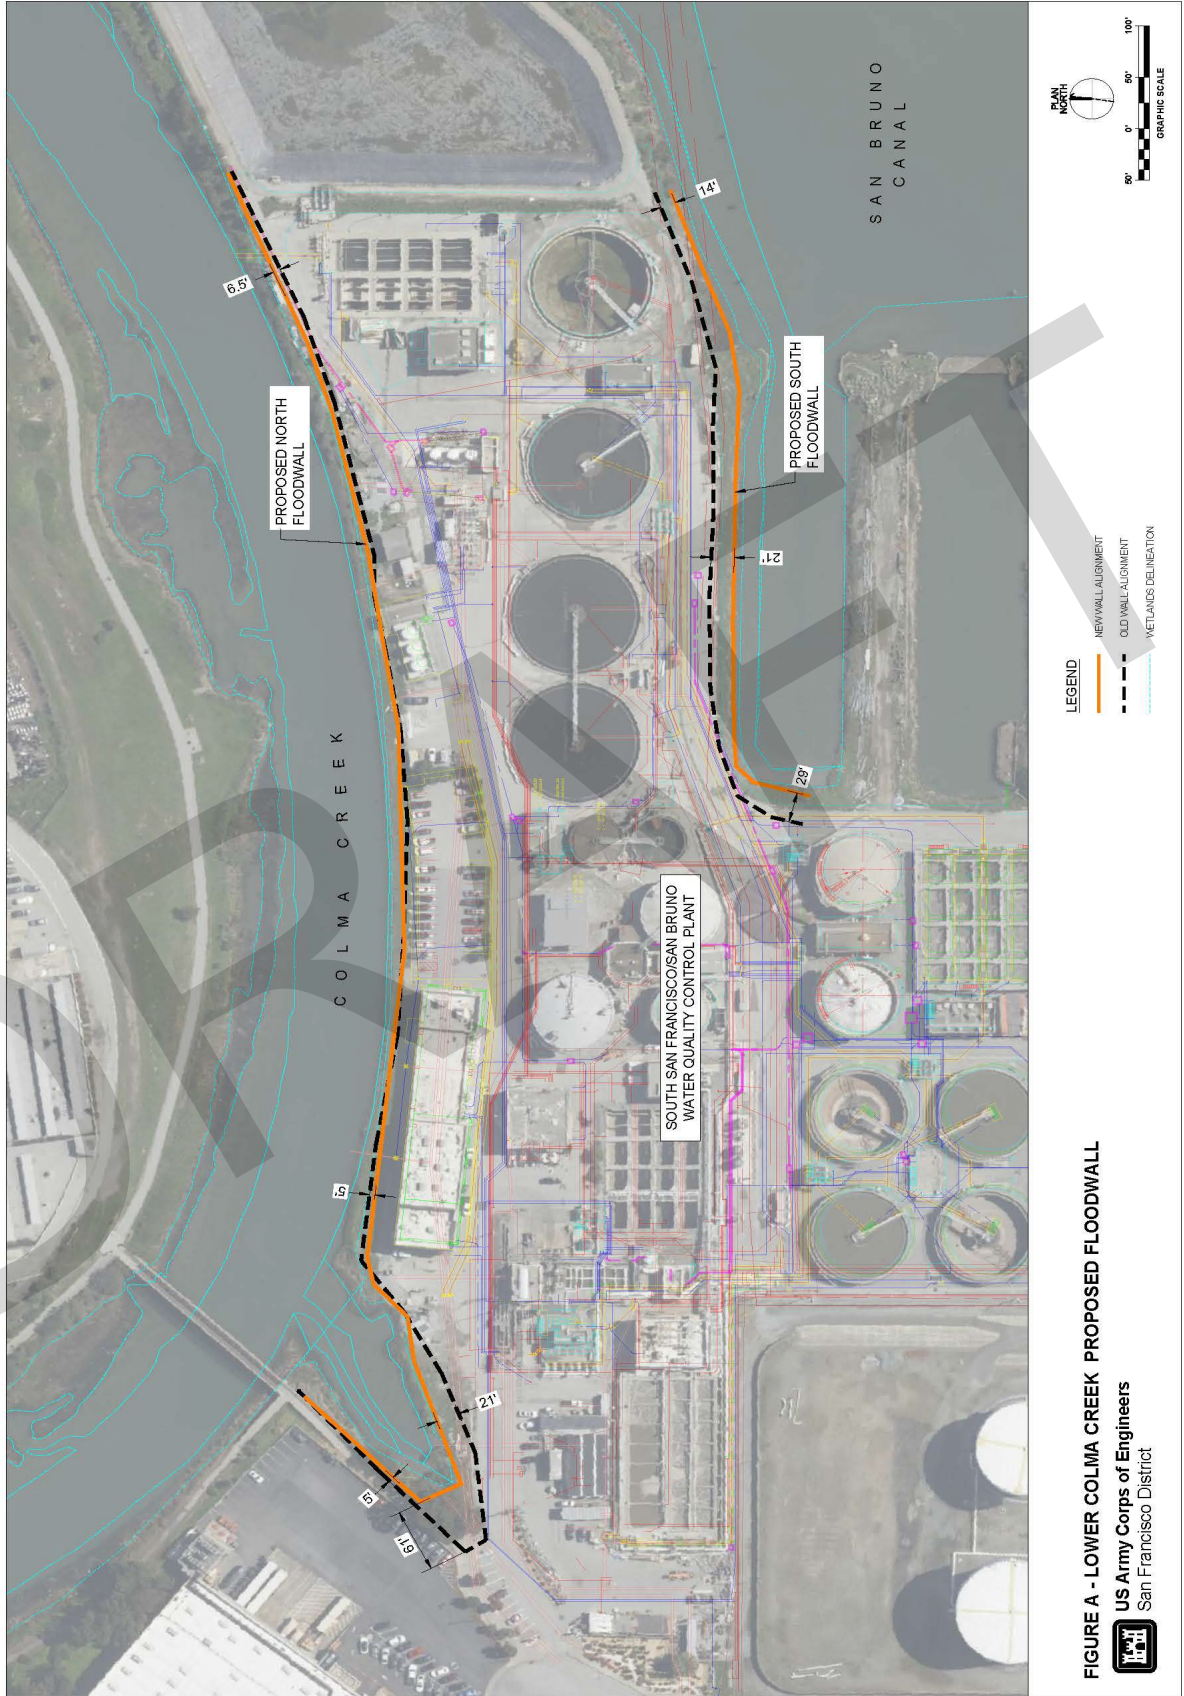 6.5'
PROPOSED NORTH
FLOODWALL
COLMA CREEK
5'
21'
5'
61'
SAN BRUNO
CANAL
14'
PROPOSED SOUTH
FLOODWALL
21'
29'
SOUTH SAN FRANCISCO/SAN BRUNO
WATER QUALITY CONTROL PLANT
DRAFT
FIGURE A - LOWER COLMA CREEK PROPOSED FLOODWALL
US Army Corps of Engineers
San Francisco District
LEGEND
NEW WALL ALIGNMENT
OLD WALL ALIGNMENT
WETLANDS DELINEATION
PLAN
NORTH
50' 0' 50' 100'
GRAPHIC SCALE